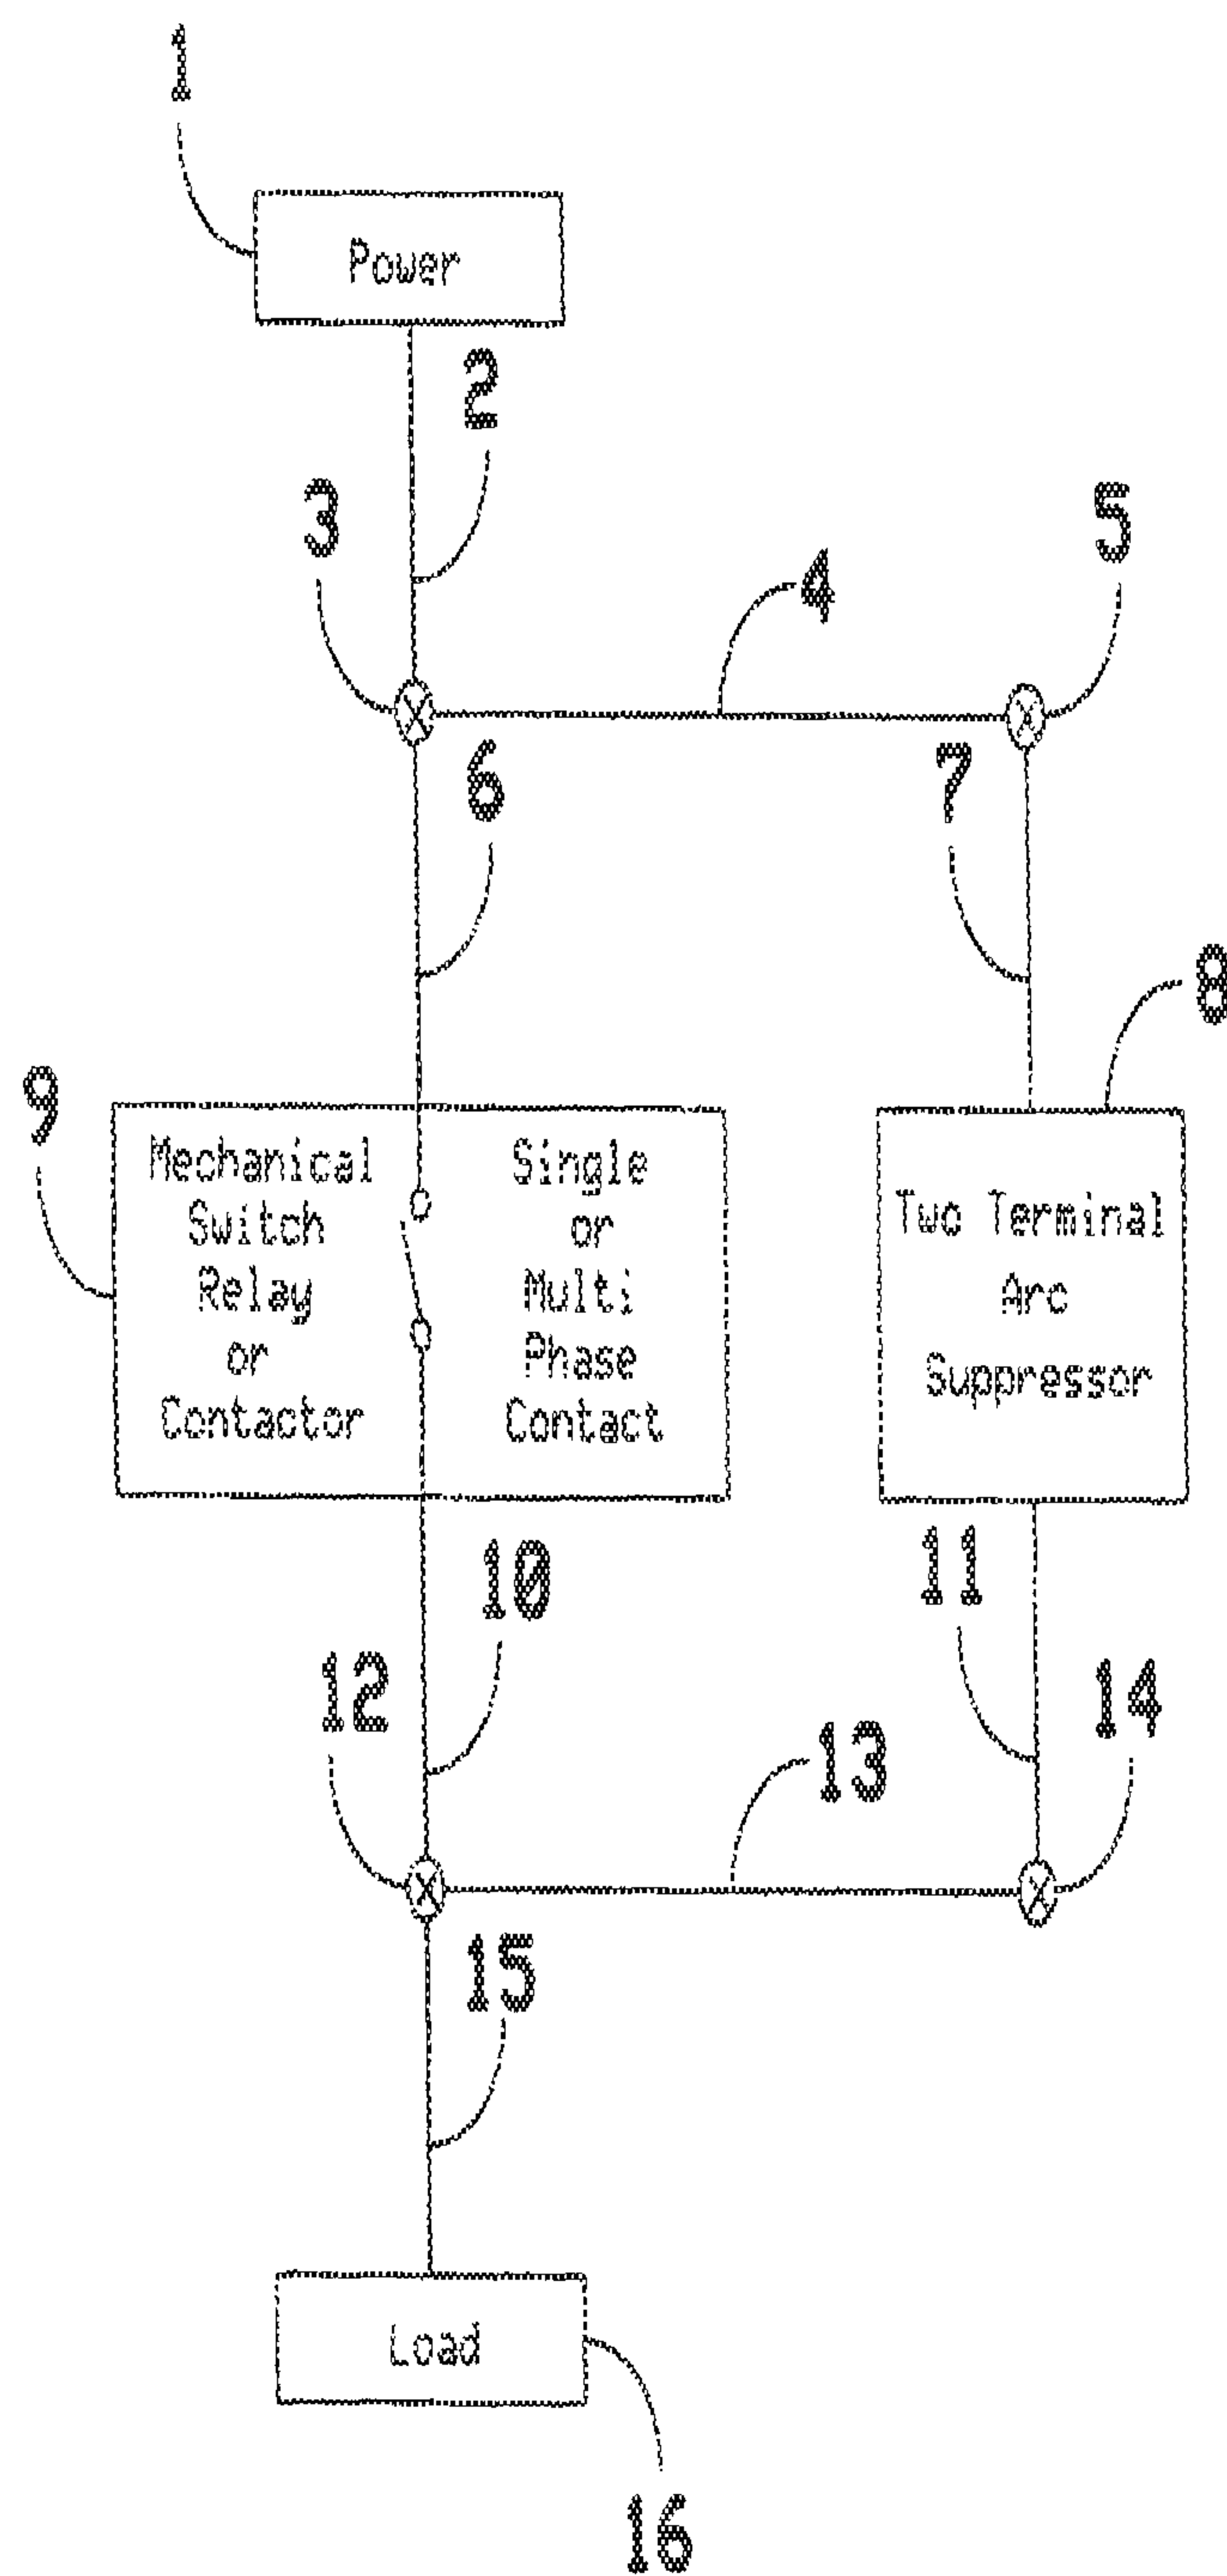 1
Power
2
3
5
4
6
7
8
9
Mechanical
Switch
Relay
or
Contactor
Single
or
Multi
Phase
Contact
Two Terminal
Arc
Suppressor
10
11
12
14
13
15
Load
16